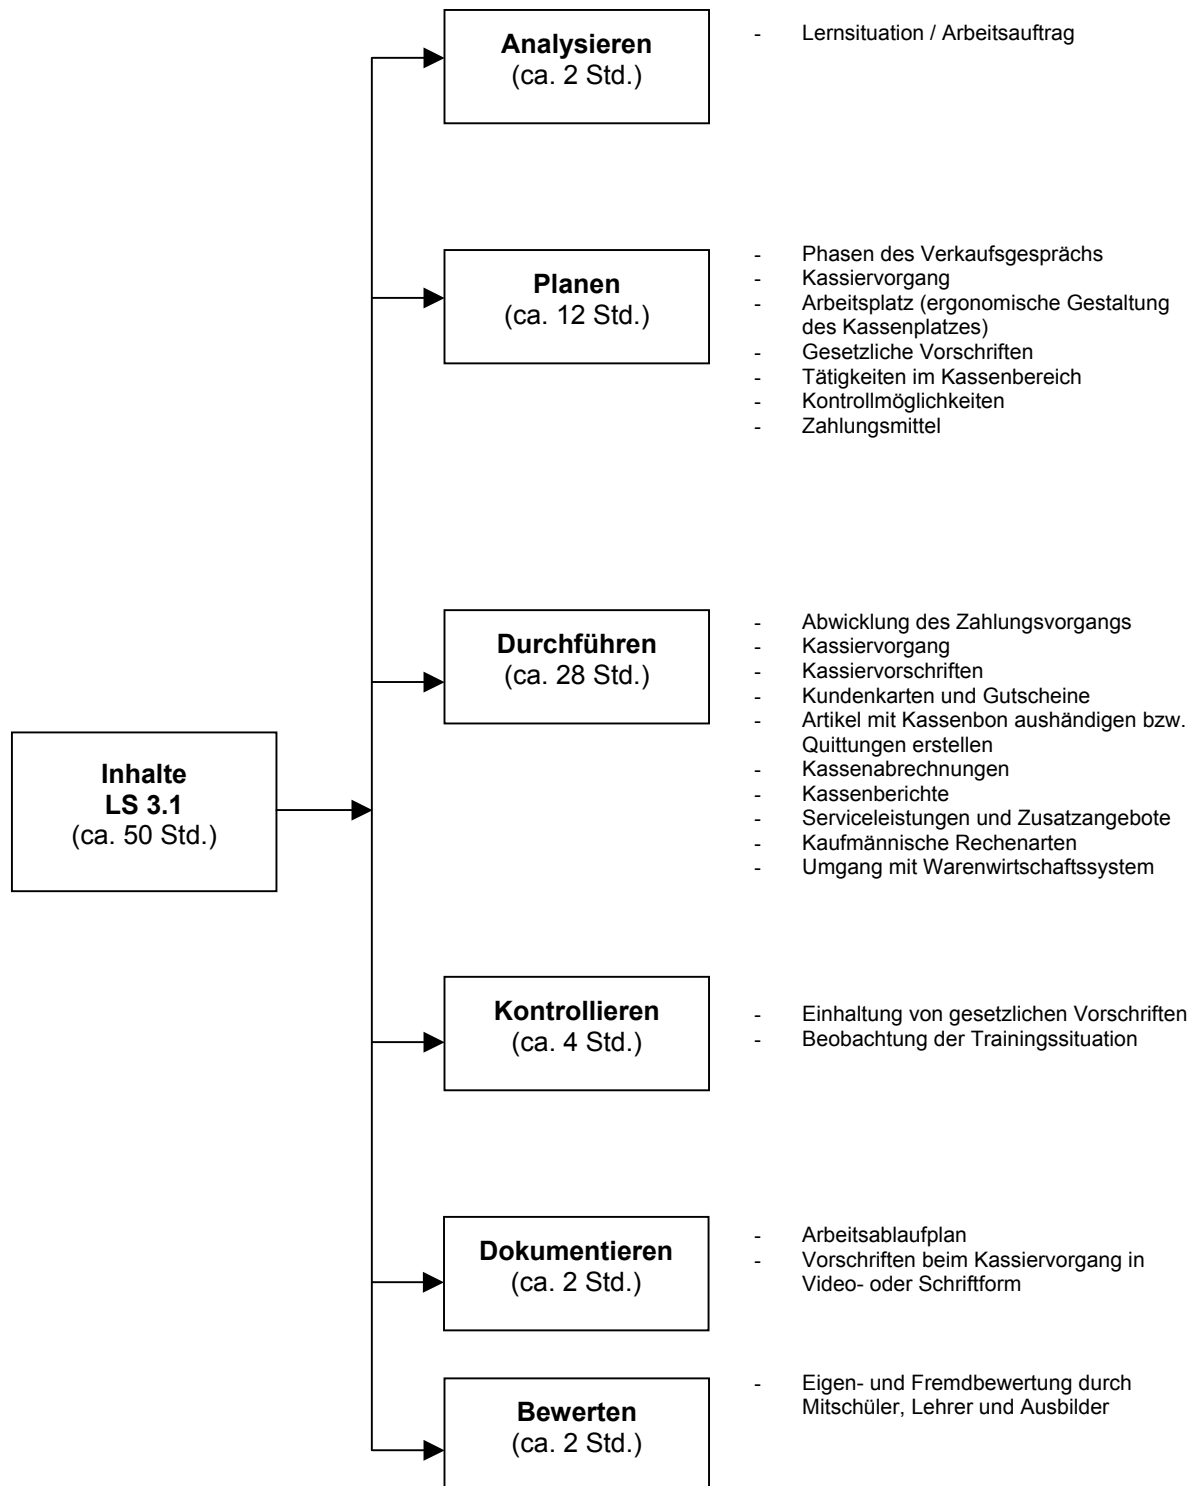 Analysieren
(ca. 2 Std.)
- Lernsituation / Arbeitsauftrag
Planen
(ca. 12 Std.)
- Phasen des Verkaufsgesprächs
- Kassiervorgang
- Arbeitsplatz (ergonomische Gestaltung
des Kassenplatzes)
- Gesetzliche Vorschriften
- Tätigkeiten im Kassenbereich
- Kontrollmöglichkeiten
- Zahlungsmittel
Inhalte
LS 3.1
(ca. 50 Std.)
Durchführen
(ca. 28 Std.)
- Abwicklung des Zahlungsvorgangs
- Kassiervorgang
- Kassiervorschriften
- Kundenkarten und Gutscheine
- Artikel mit Kassenbon aushändigen bzw.
Quittungen erstellen
- Kassenabrechnungen
- Kassenberichte
- Serviceleistungen und Zusatzangebote
- Kaufmännische Rechenarten
- Umgang mit Warenwirtschaftssystem
Kontrollieren
(ca. 4 Std.)
- Einhaltung von gesetzlichen Vorschriften
- Beobachtung der Trainingssituation
Dokumentieren
(ca. 2 Std.)
- Arbeitsablaufplan
- Vorschriften beim Kassiervorgang in
Video- oder Schriftform
Bewerten
(ca. 2 Std.)
- Eigen- und Fremdbewertung durch
Mitschüler, Lehrer und Ausbilder